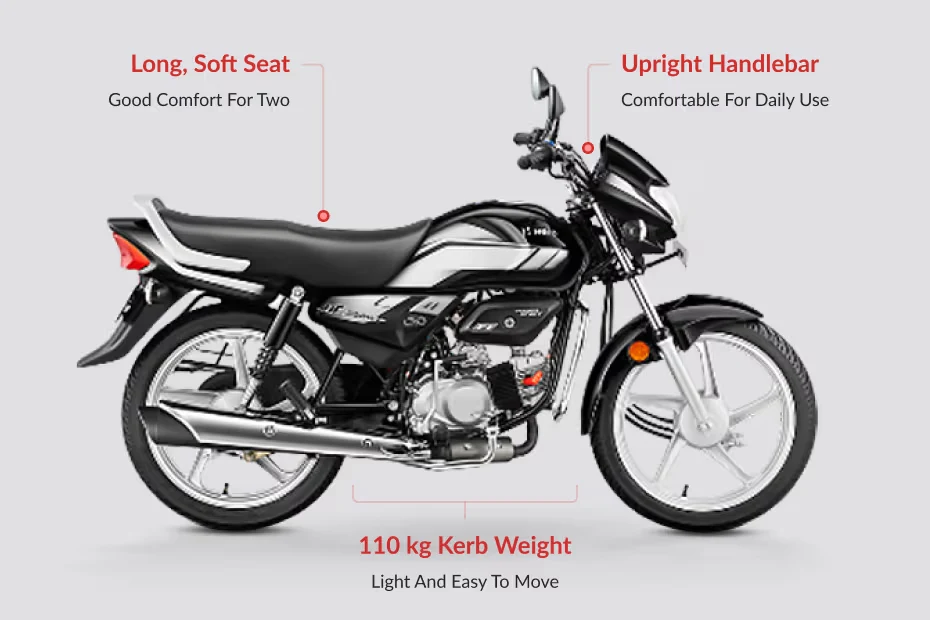 Long, Soft Seat
Good Comfort For Two
Upright Handlebar
Comfortable For Daily Use
110 kg Kerb Weight
Light And Easy To Move